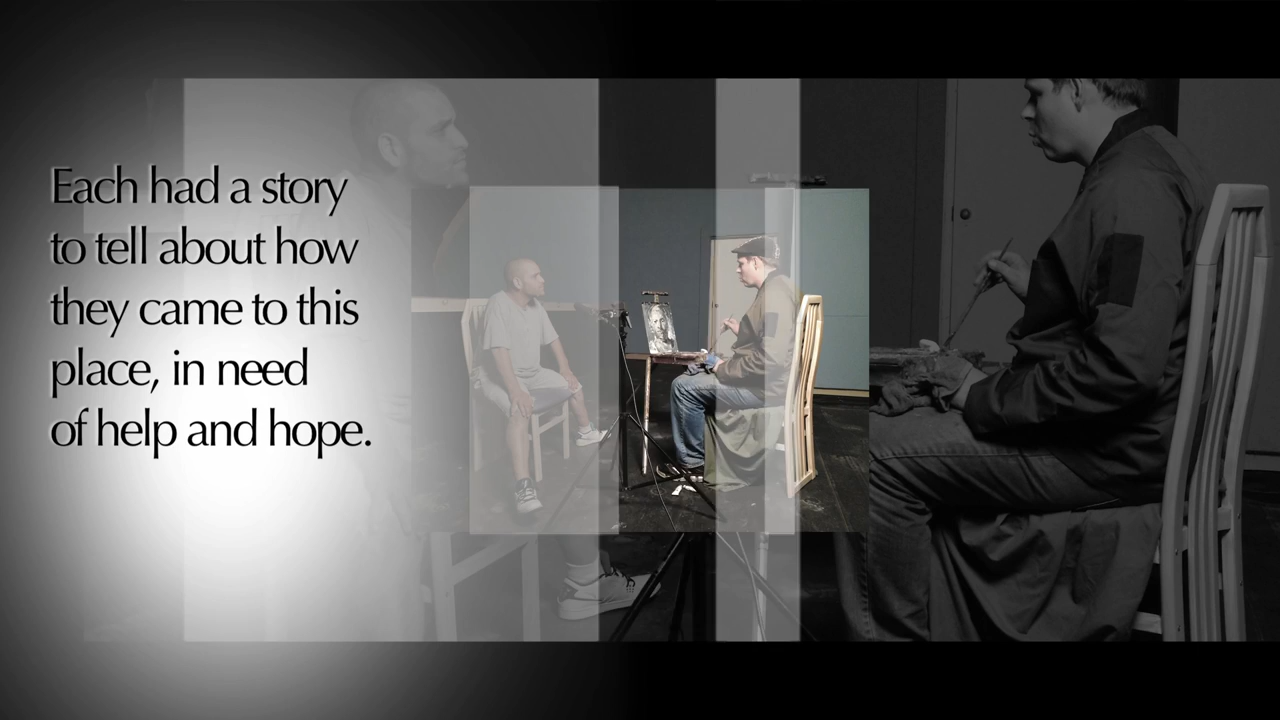 Each had a story
to tell about how
they came to this
place, in need
of help and hope.